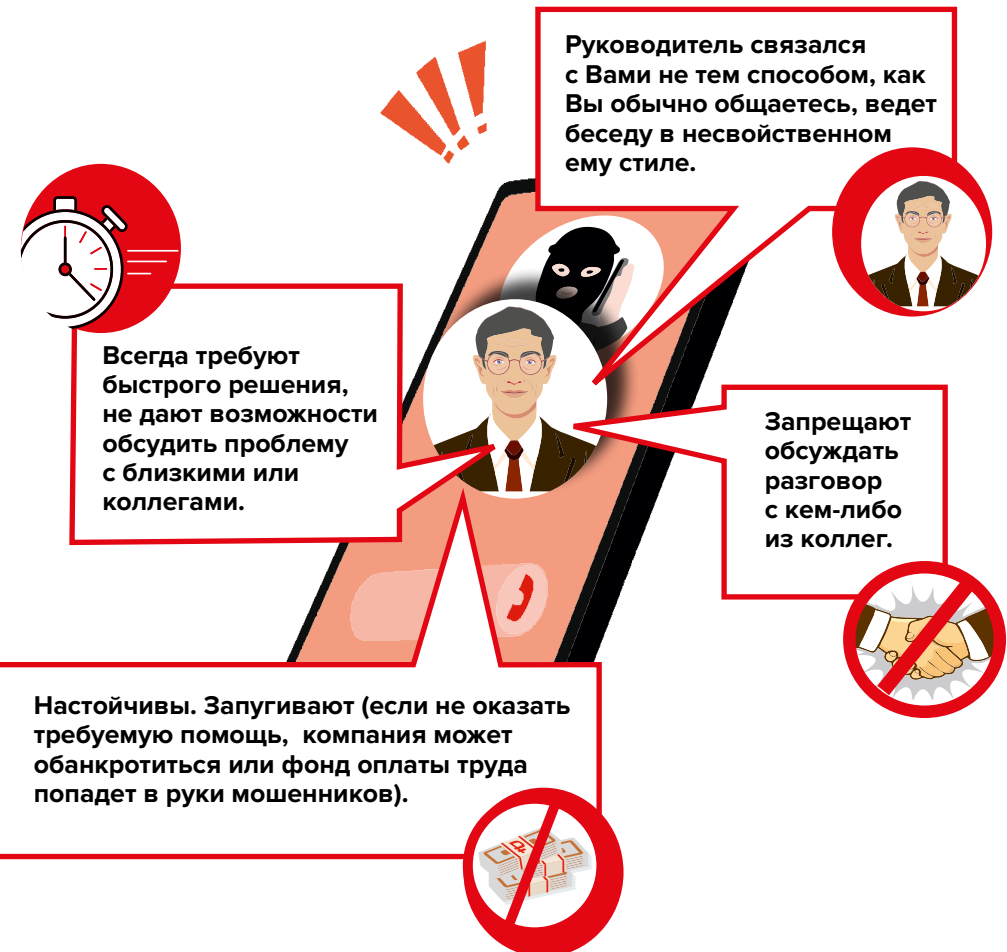 Руководитель связался
с Вами не тем способом, как
Вы обычно общаетесь, ведет
беседу в несвойственном
ему стиле.
Всегда требуют
быстрого решения,
не дают возможности
обсудить проблему
с близкими или
коллегами.
Запрещают
обсуждать
разговор
с кем-либо
из коллег.
Настойчивы. Запугивают (если не оказать
требуемую помощь, компания может
обанкротиться или фонд оплаты труда
попадет в руки мошенников).
₽